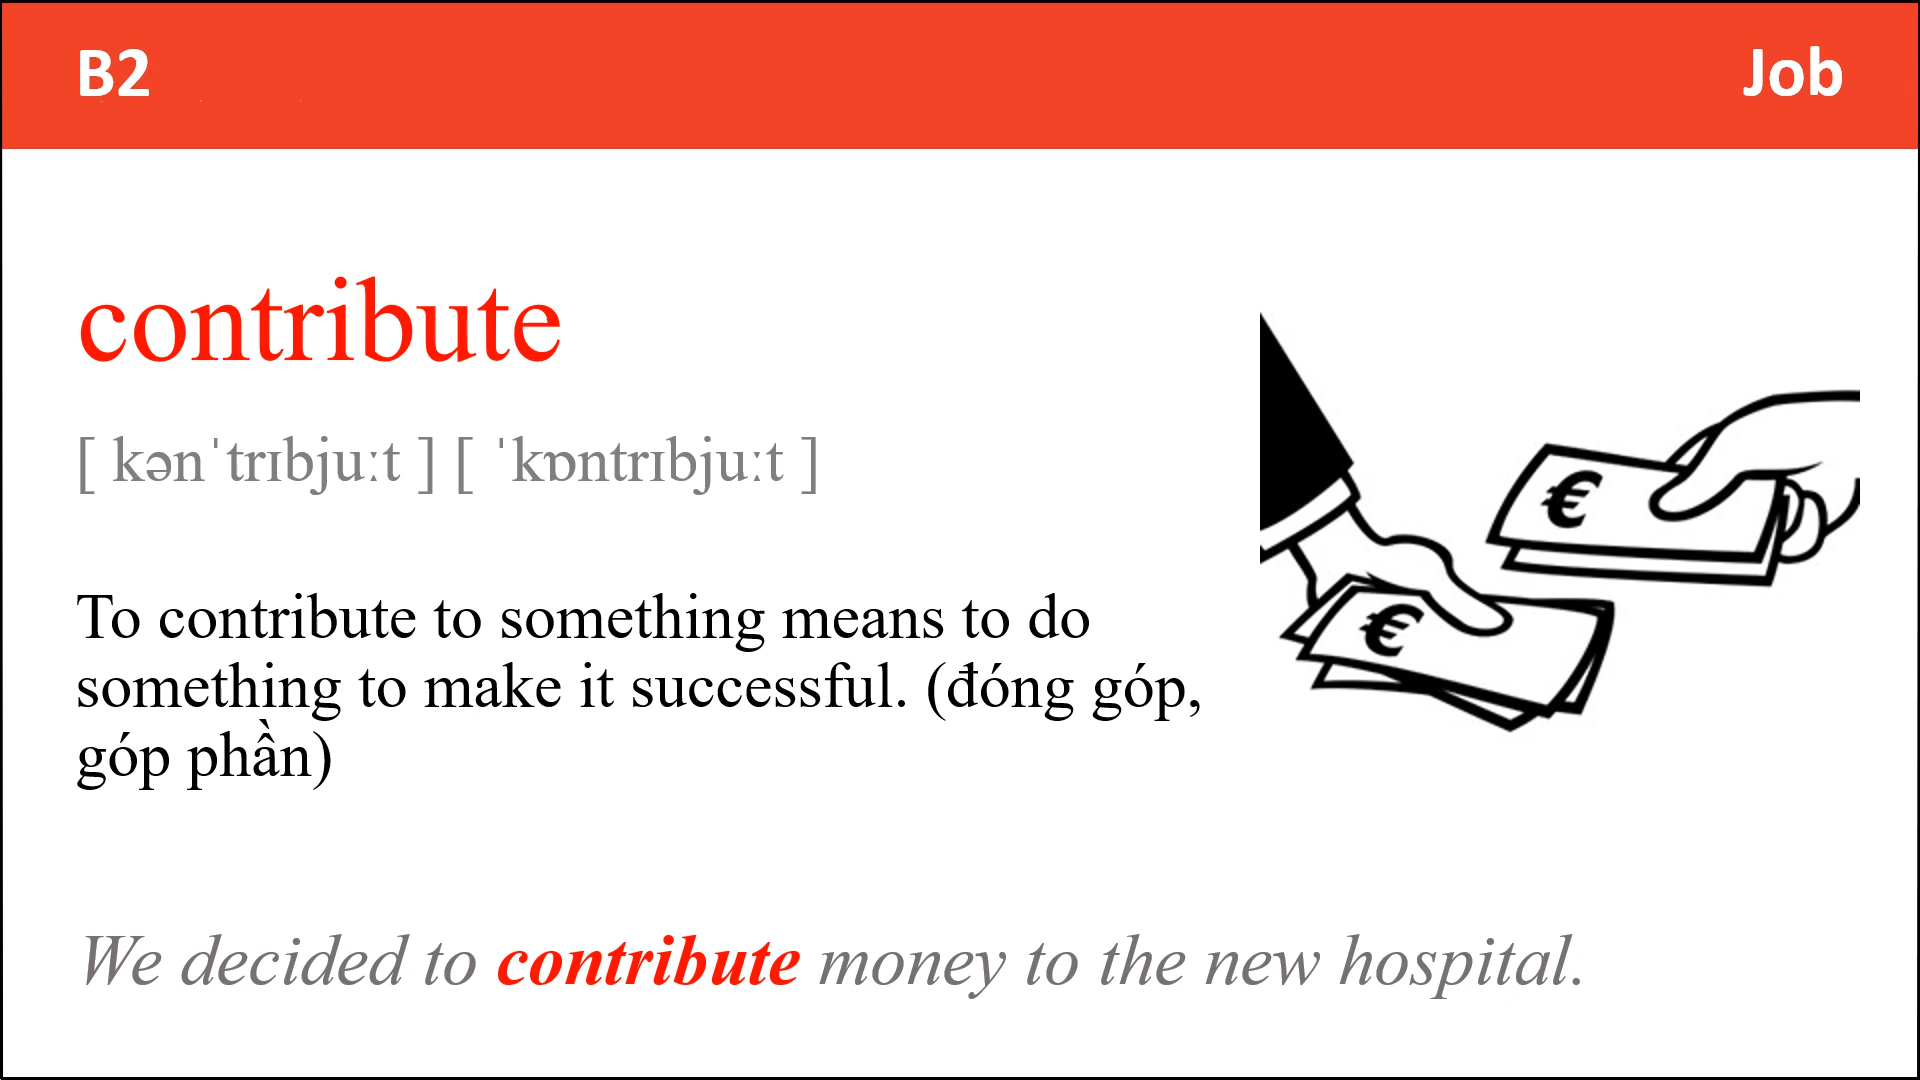 B2
Job
contribute
[ kənˈtrɪbjuːt ] [ ˈkɒntrɪbjuːt ]
To contribute to something means to do
something to make it successful. (đóng góp,
góp phần)
€
€
We decided to contribute money to the new hospital.